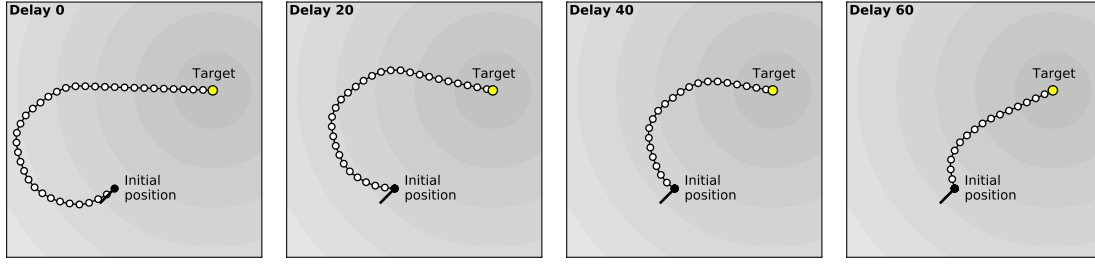 Delay 0
Target
Initial
position
Delay 20
Target
Initial
position
Delay 40
Target
Initial
position
Delay 60
Target
Initial
position